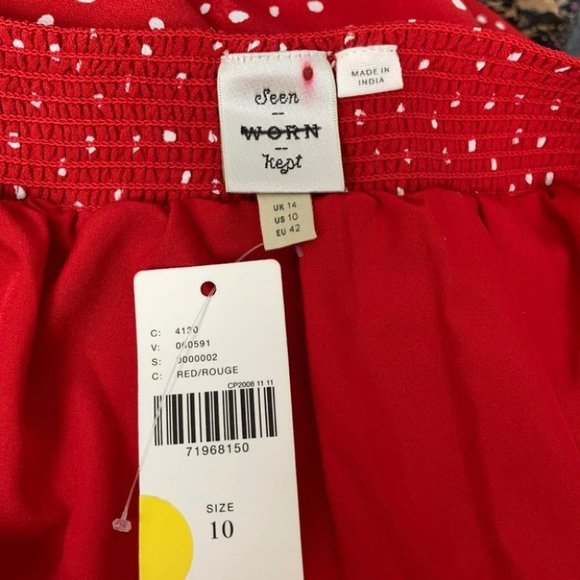 Seen
WORN
kept
MADE IN
INDIA
UK 14
US 10
EU 42
C: 4130
V: 060591
S: 0000002
C: RED/ROUGE
CP2008 11 11
71968150
SIZE
10